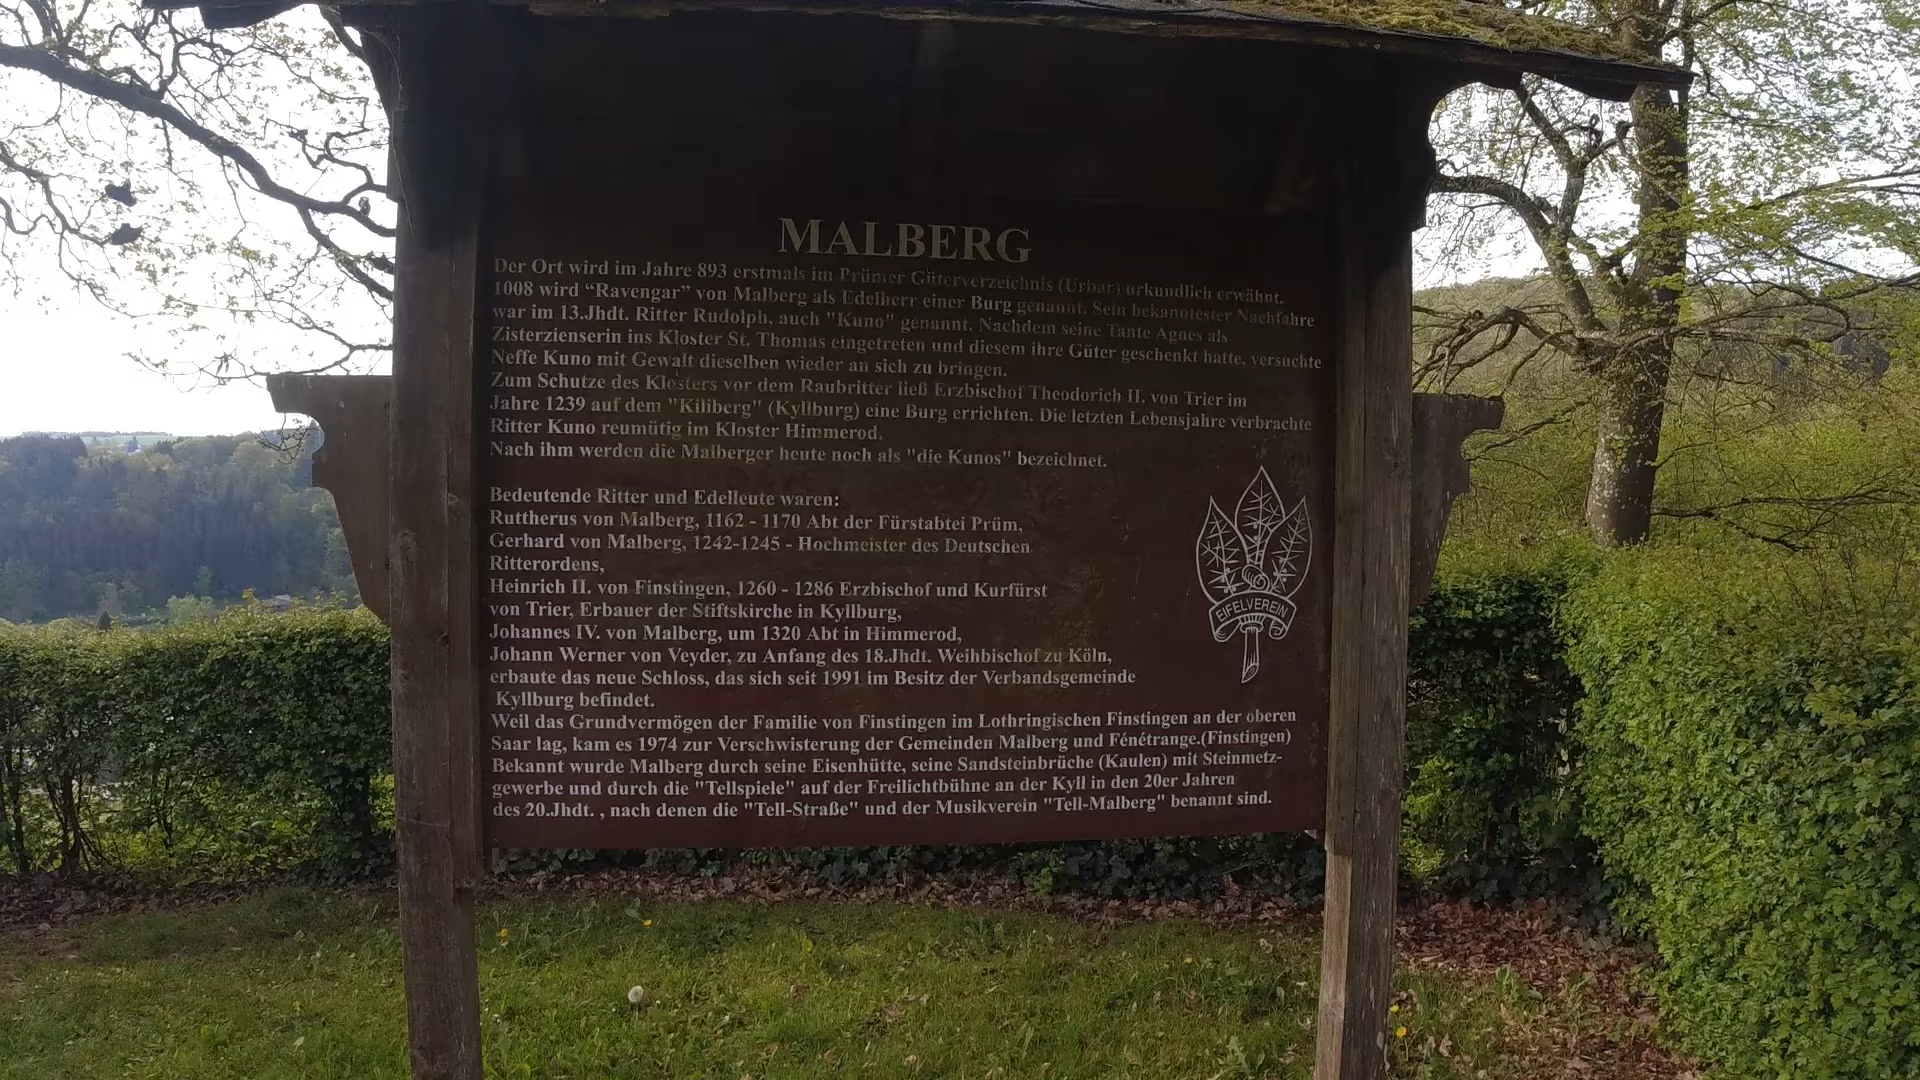 MALBERG
Der Ort wird im Jahre 893 erstmals im Prümer Güterverzeichnis (Urbar) urkundlich erwähnt.
1008 wird “Ravengar” von Malberg als Edelherr einer Burg genannt. Sein bekanntester Nachfahre
war im 13.Jhdt. Ritter Rudolph, auch "Kuno" genannt. Nachdem seine Tante Agnes als
Zisterzienserin ins Kloster St. Thomas eingetreten und diesem ihre Güter geschenkt hatte, versuchte
Neffe Kuno mit Gewalt dieselben wieder an sich zu bringen.
Zum Schutze des Klosters vor dem Raubritter ließ Erzbischof Theodorich II. von Trier im
Jahre 1239 auf dem "Kiliberg" (Kyllburg) eine Burg errichten. Die letzten Lebensjahre verbrachte
Ritter Kuno reumütig im Kloster Himmerod.
Nach ihm werden die Malberger heute noch als "die Kunos" bezeichnet.
Bedeutende Ritter und Edelleute waren:
Ruttherus von Malberg, 1162 - 1170 Abt der Fürstabtei Prüm,
Gerhard von Malberg, 1242-1245 - Hochmeister des Deutschen
Ritterordens,
Heinrich II. von Finstingen, 1260 - 1286 Erzbischof und Kurfürst
von Trier, Erbauer der Stiftskirche in Kyllburg,
Johannes IV. von Malberg, um 1320 Abt in Himmerod,
Johann Werner von Veyder, zu Anfang des 18.Jhdt. Weihbischof zu Köln,
erbaute das neue Schloss, das sich seit 1991 im Besitz der Verbandsgemeinde
Kyllburg befindet.
Weil das Grundvermögen der Familie von Finstingen im Lothringischen Finstingen an der oberen
Saar lag, kam es 1974 zur Verschwisterung der Gemeinden Malberg und Fénétrange.(Finstingen)
Bekannt wurde Malberg durch seine Eisenhütte, seine Sandsteinbrüche (Kaulen) mit Steinmetz-
gewerbe und durch die "Tellspiele" auf der Freilichtbühne an der Kyll in den 20er Jahren
des 20.Jhdt. , nach denen die "Tell-Straße" und der Musikverein "Tell-Malberg" benannt sind.
EIFELVEREIN